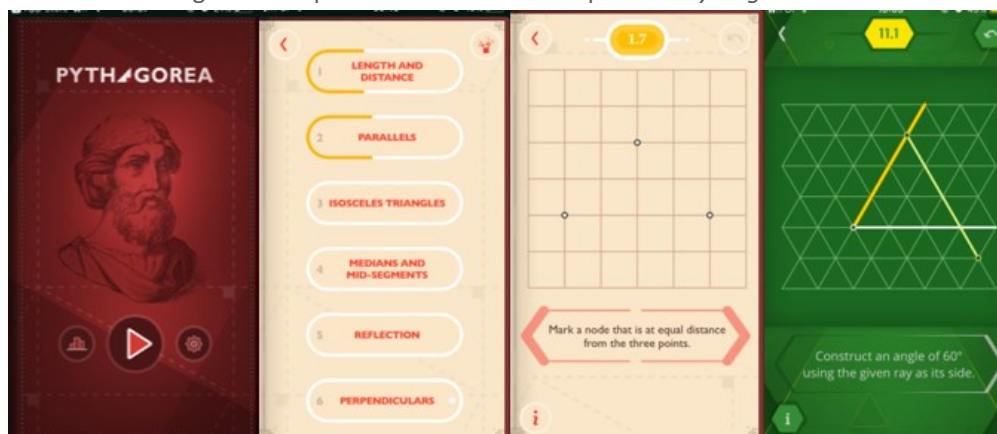 PYTHAGOREA
1 LENGTH AND
DISTANCE
2 PARALLELS
3 ISOSCELES TRIANGLES
4 MEDIANS AND
MID-SEGMENTS
5 REFLECTION
6 PERPENDICULARS
1.7
Mark a node that is at equal distance
from the three points.
i
11.1
Construct an angle of 60°
using the given ray as its side.
i